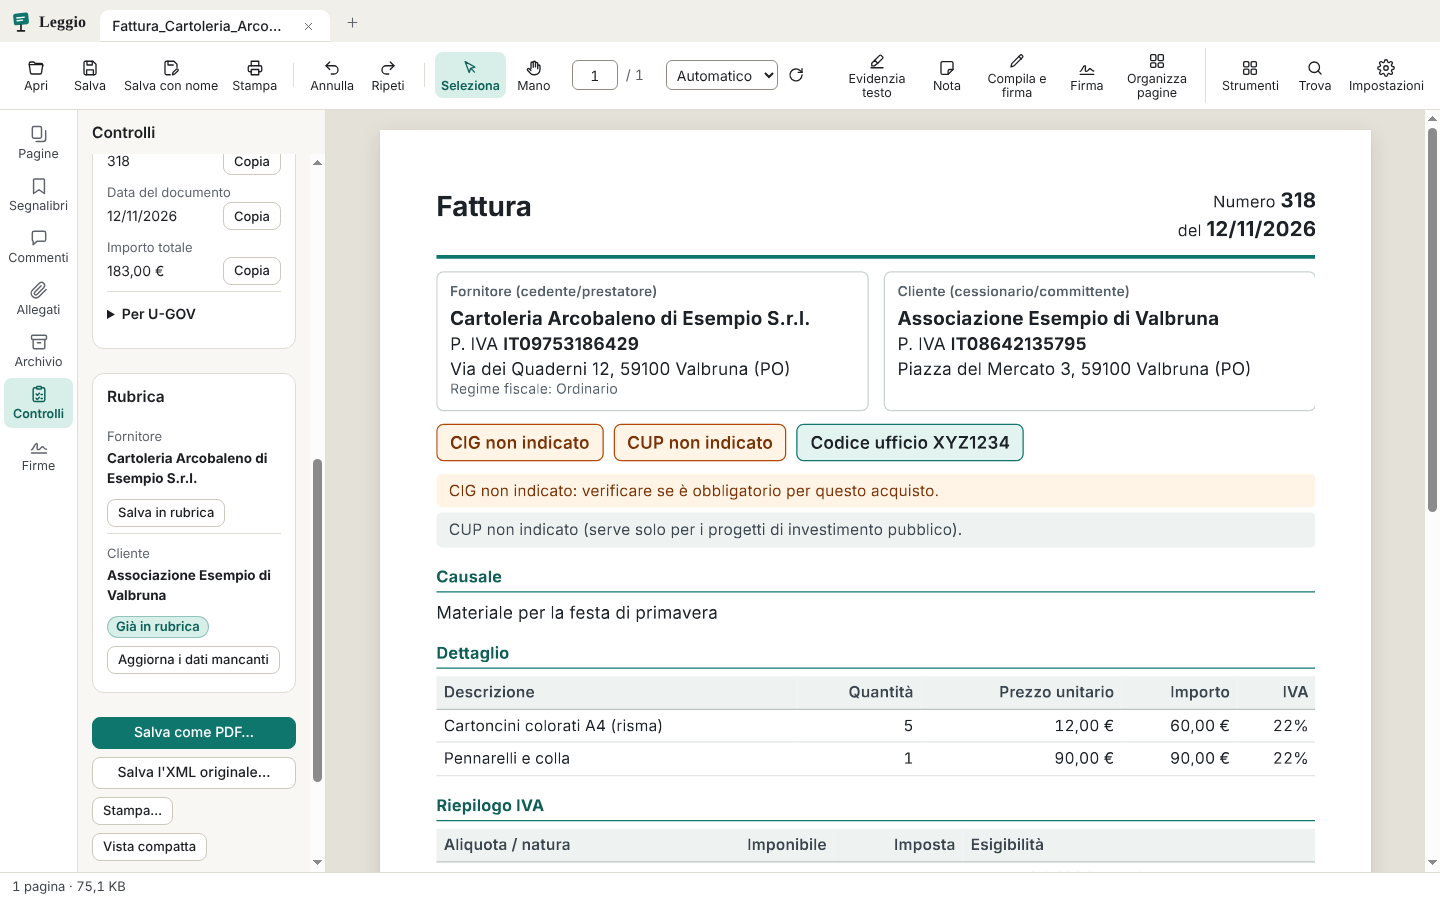 Leggio
Fattura_Cartoleria_Arco...
Apri
Salva
Salva con nome
Stampa
Annulla
Ripeti
Seleziona
Mano
1 / 1
Automatico
Evidenzia testo
Nota
Compila e firma
Firma
Organizza pagine
Strumenti
Trova
Impostazioni
Pagine
Segnalibri
Commenti
Allegati
Archivio
Controlli
Firme
Controlli
318 Copia
Data del documento
12/11/2026 Copia
Importo totale
183,00 € Copia
Per U-GOV
Rubrica
Fornitore
Cartoleria Arcobaleno di
Esempio S.r.l.
Salva in rubrica
Cliente
Associazione Esempio di
Valbruna
Già in rubrica
Aggiorna i dati mancanti
Salva come PDF...
Salva l'XML originale...
Stampa...
Vista compatta
Fattura
Numero 318
del 12/11/2026
Fornitore (cedente/prestatore)
Cartoleria Arcobaleno di Esempio S.r.l.
P. IVA IT09753186429
Via dei Quaderni 12, 59100 Valbruna (PO)
Regime fiscale: Ordinario
Cliente (cessionario/committente)
Associazione Esempio di Valbruna
P. IVA IT08642135795
Piazza del Mercato 3, 59100 Valbruna (PO)
CIG non indicato
CUP non indicato
Codice ufficio XYZ1234
CIG non indicato: verificare se è obbligatorio per questo acquisto.
CUP non indicato (serve solo per i progetti di investimento pubblico).
Causale
Materiale per la festa di primavera
Dettaglio
Descrizione Quantità Prezzo unitario Importo IVA
Cartoncini colorati A4 (risma) 5 12,00 € 60,00 € 22%
Pennarelli e colla 1 90,00 € 90,00 € 22%
Riepilogo IVA
Aliquota / natura Imponibile Imposta Esigibilità
1 pagina · 75,1 KB